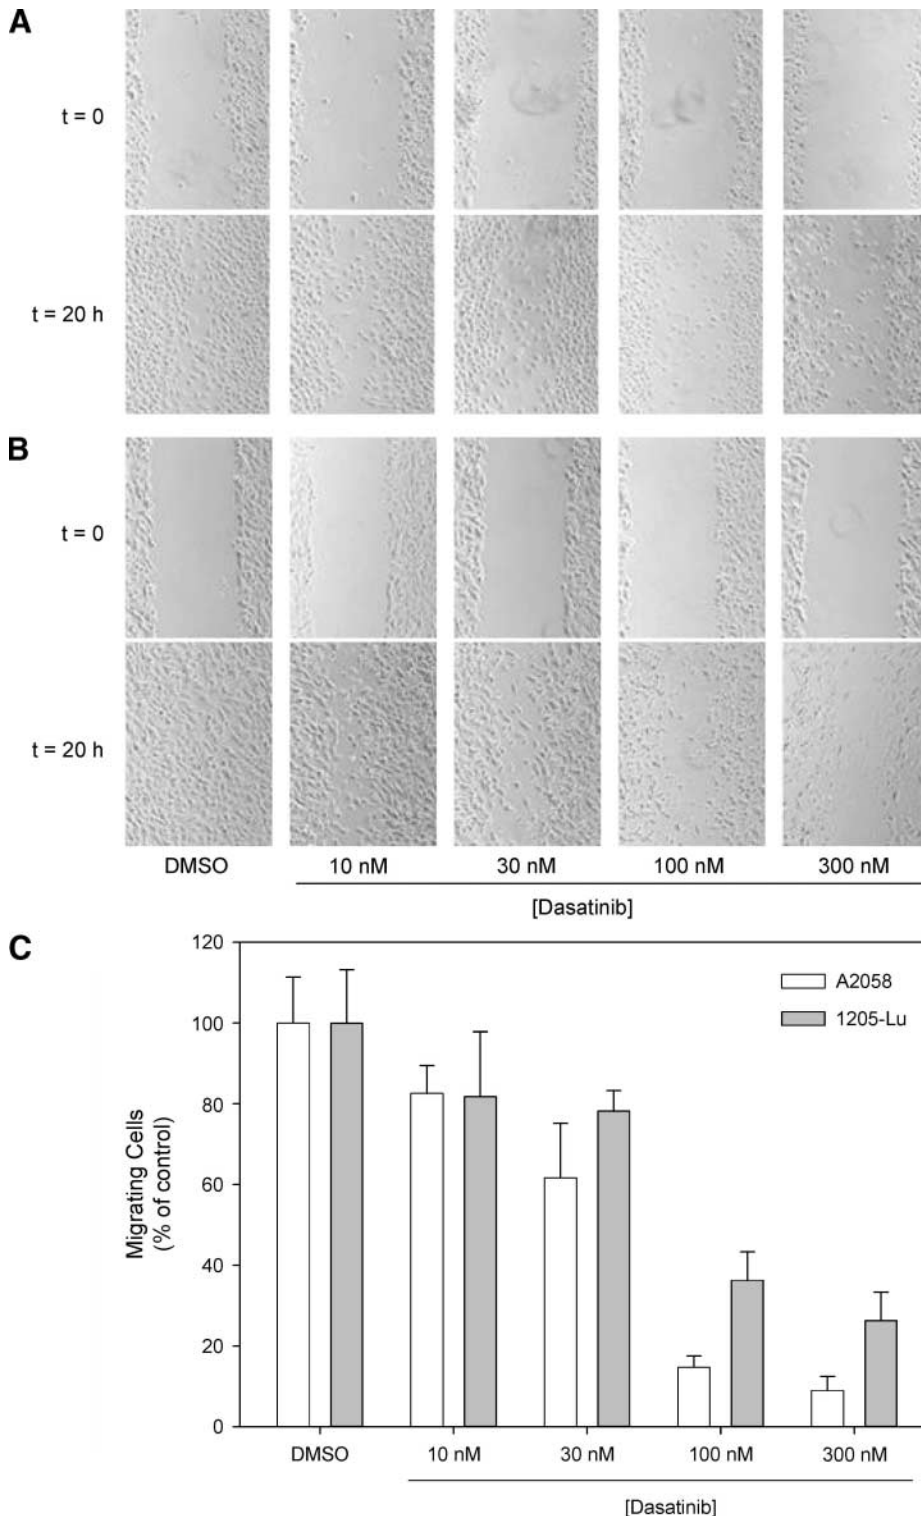 A
t = 0
t = 20 h
B
t = 0
t = 20 h
DMSO 10 nM 30 nM 100 nM 300 nM
[Dasatinib]
C
120
100
80
60
40
20
0
Migrating Cells
(% of control)
A2058
1205-Lu
DMSO 10 nM 30 nM 100 nM 300 nM
[Dasatinib]